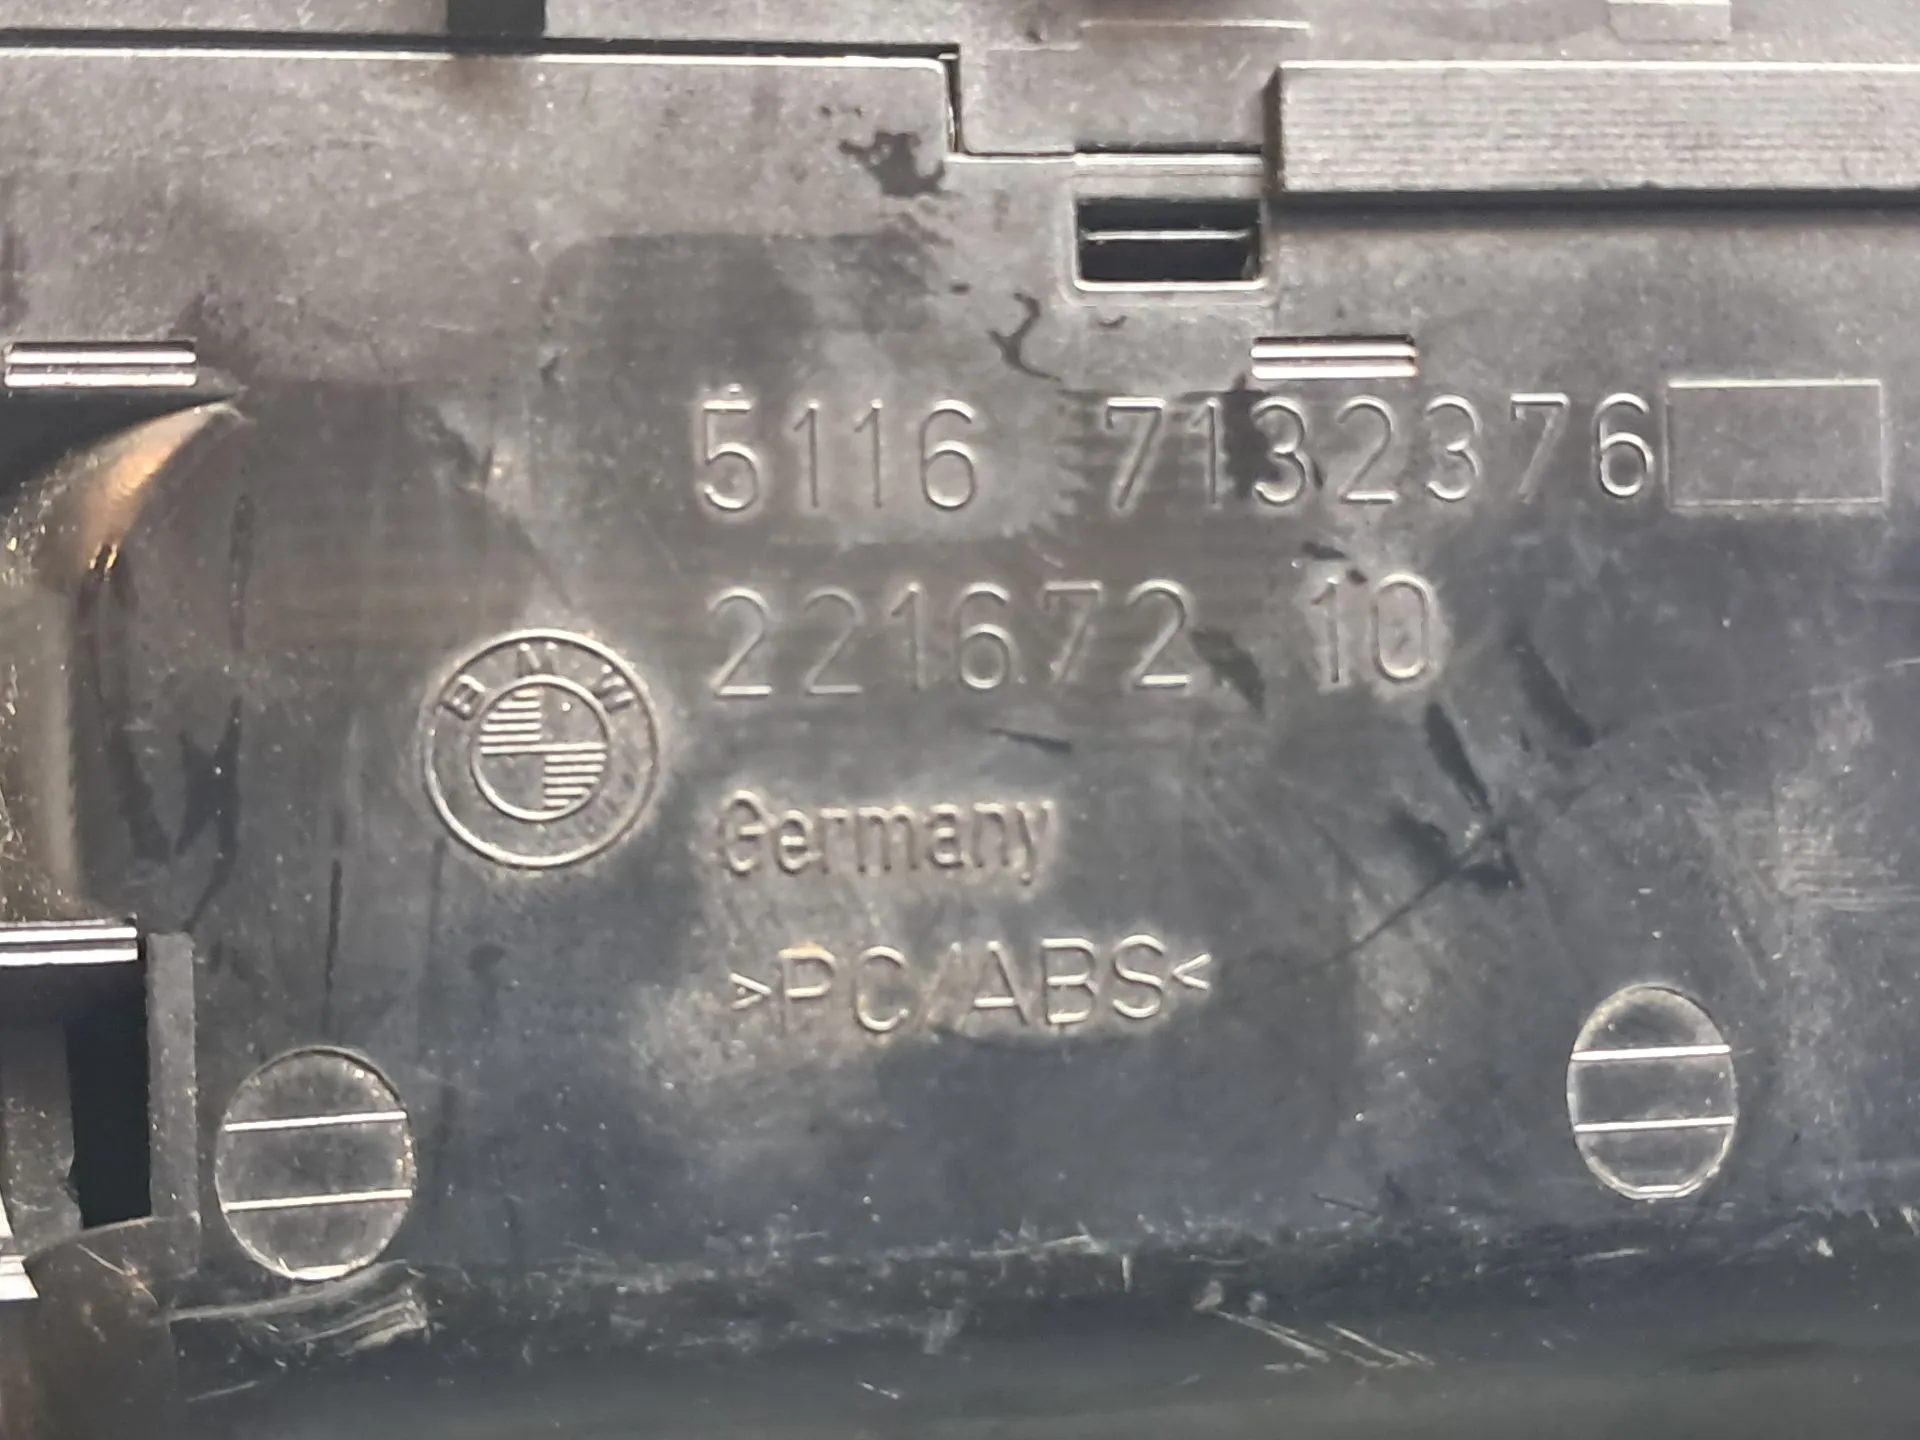 5116 7132376
221672 10
BMW
Germany
>PC/ABS<